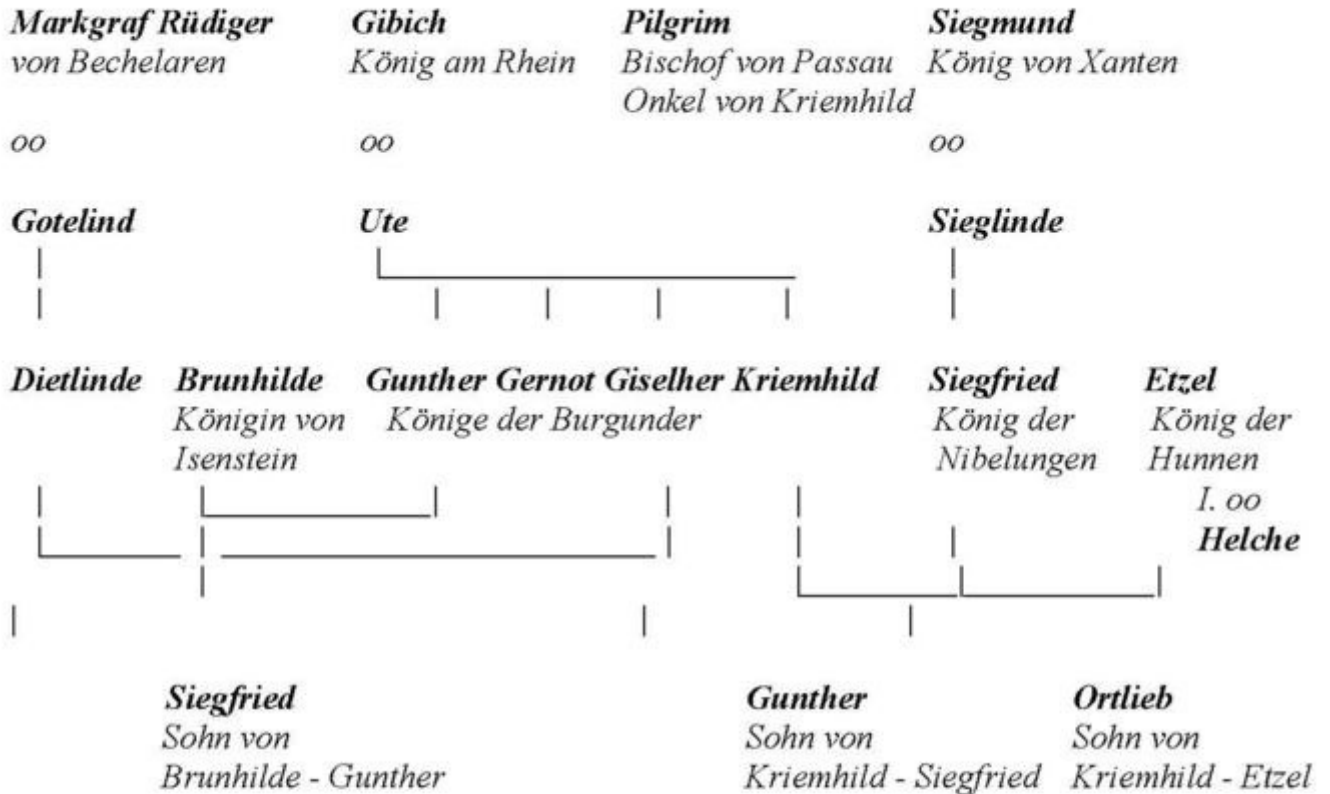 Markgraf Rüdiger Gibich Pilgrim Siegmund
von Bechelaren König am Rhein Bischof von Passau König von Xanten
Onkel von Kriemhild
oo oo oo
Gotelind Ute Sieglinde
Dietlinde Brunhilde Gunther Gernot Giselher Kriemhild Siegfried Etzel
Königin von Könige der Burgunder König der König der
Isenstein Nibelungen Hunnen
I. oo
Helche
Siegfried Gunther Ortlieb
Sohn von Sohn von Sohn von
Brunhilde - Gunther Kriemhild - Siegfried Kriemhild - Etzel